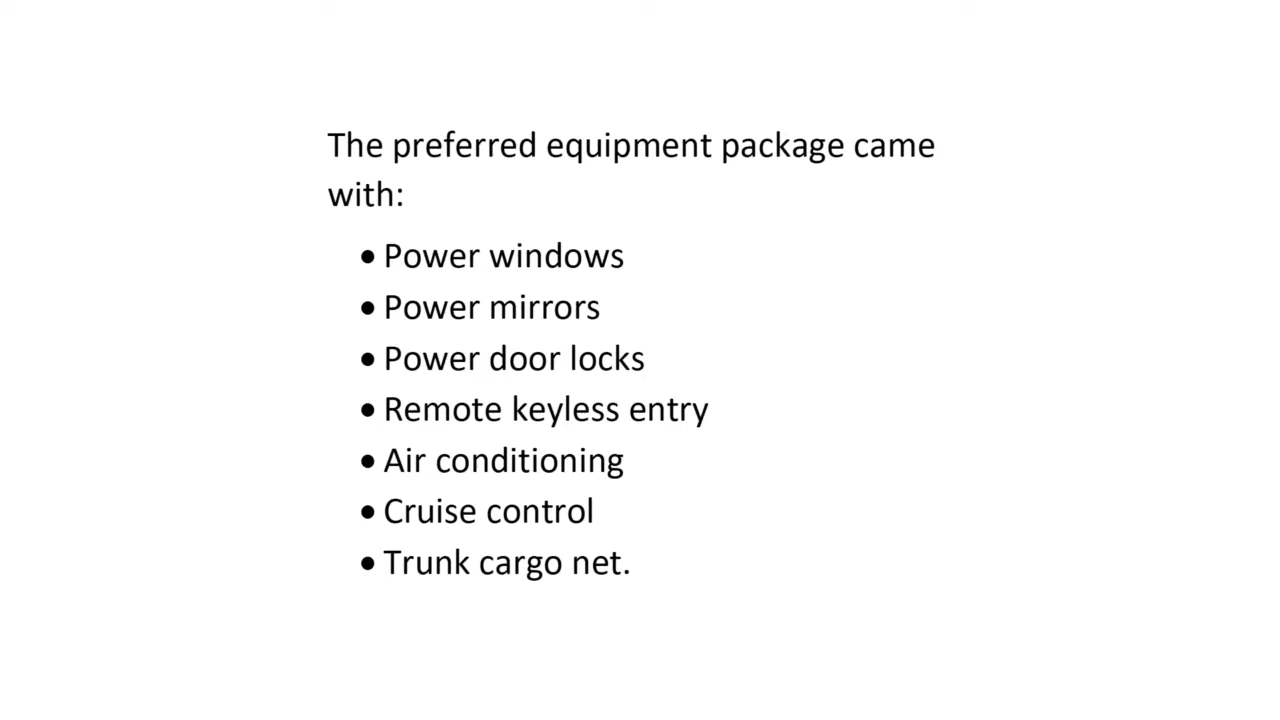 The preferred equipment package came
with:
• Power windows
• Power mirrors
• Power door locks
• Remote keyless entry
• Air conditioning
• Cruise control
• Trunk cargo net.